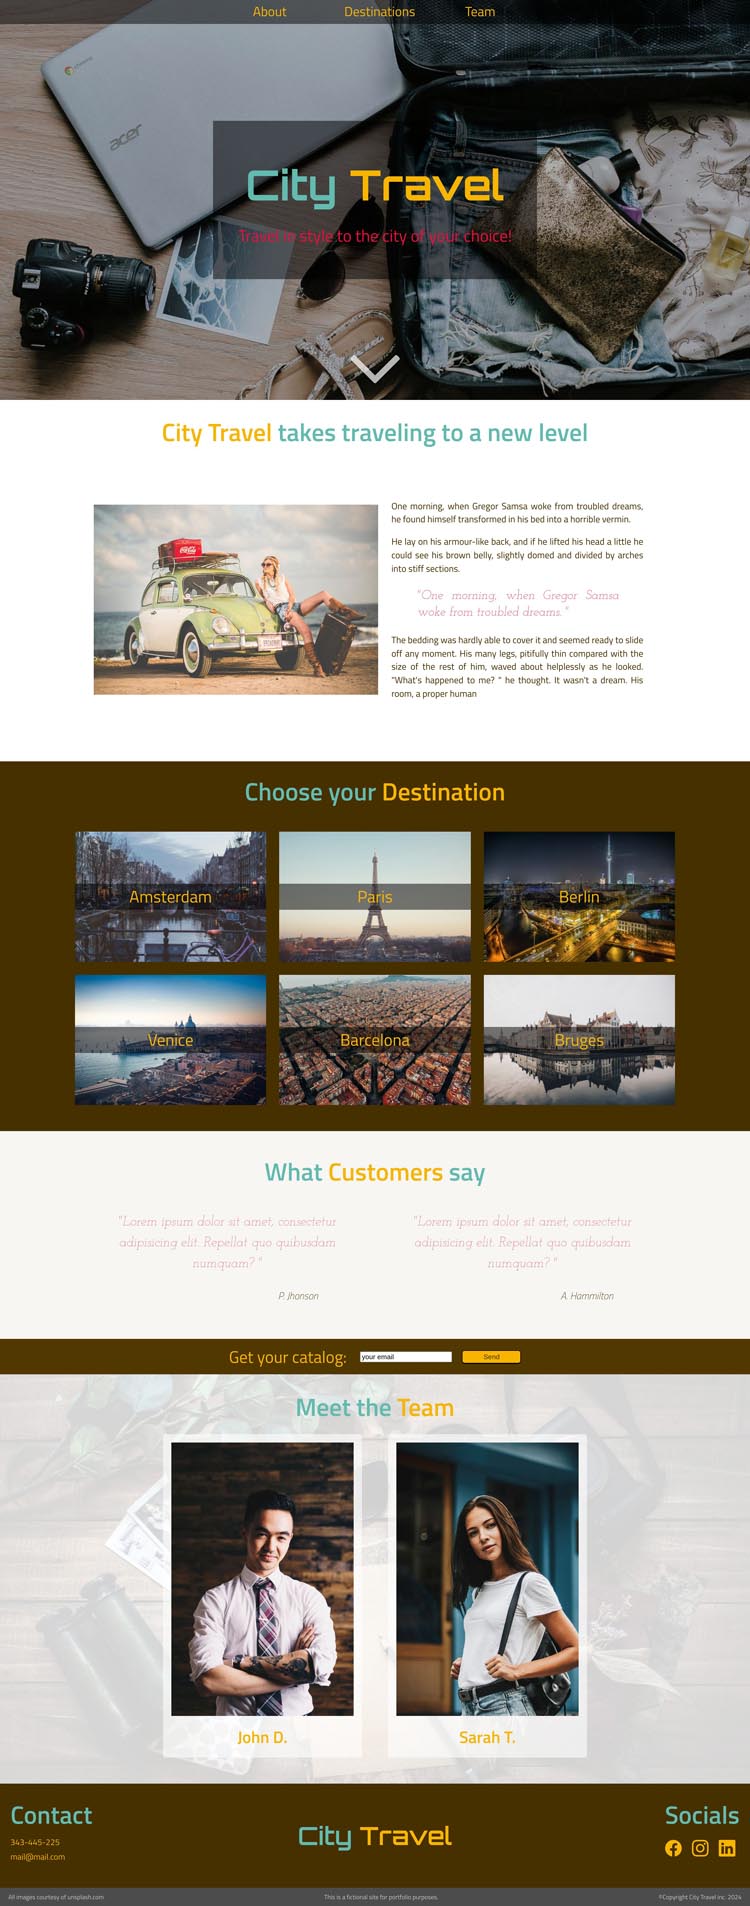 About Destinations Team
acer
City Travel
Travel in style to the city of your choice!
City Travel takes traveling to a new level
One morning, when Gregor Samsa woke from troubled dreams,
he found himself transformed in his bed into a horrible vermin.
He lay on his armour-like back, and if he lifted his head a little he
could see his brown belly, slightly domed and divided by arches
into stiff sections.
"One morning, when Gregor Samsa
woke from troubled dreams."
The bedding was hardly able to cover it and seemed ready to slide
off any moment. His many legs, pitifully thin compared with the
size of the rest of him, waved about helplessly as he looked.
"What's happened to me? " he thought. It wasn't a dream. His
room, a proper human
Choose your Destination
Amsterdam
Paris
Berlin
Venice
Barcelona
Bruges
What Customers say
"Lorem ipsum dolor sit amet, consectetur
adipisicing elit. Repellat quo quibusdam
numquam? "
P. Jhonson
"Lorem ipsum dolor sit amet, consectetur
adipisicing elit. Repellat quo quibusdam
numquam? "
A. Hammilton
Get your catalog: your email Send
Meet the Team
John D.
Sarah T.
Contact
343-445-225
mail@mail.com
City Travel
Socials
All images courtesy of unsplash.com
This is a fictional site for portfolio purposes.
©Copyright City Travel inc 2024